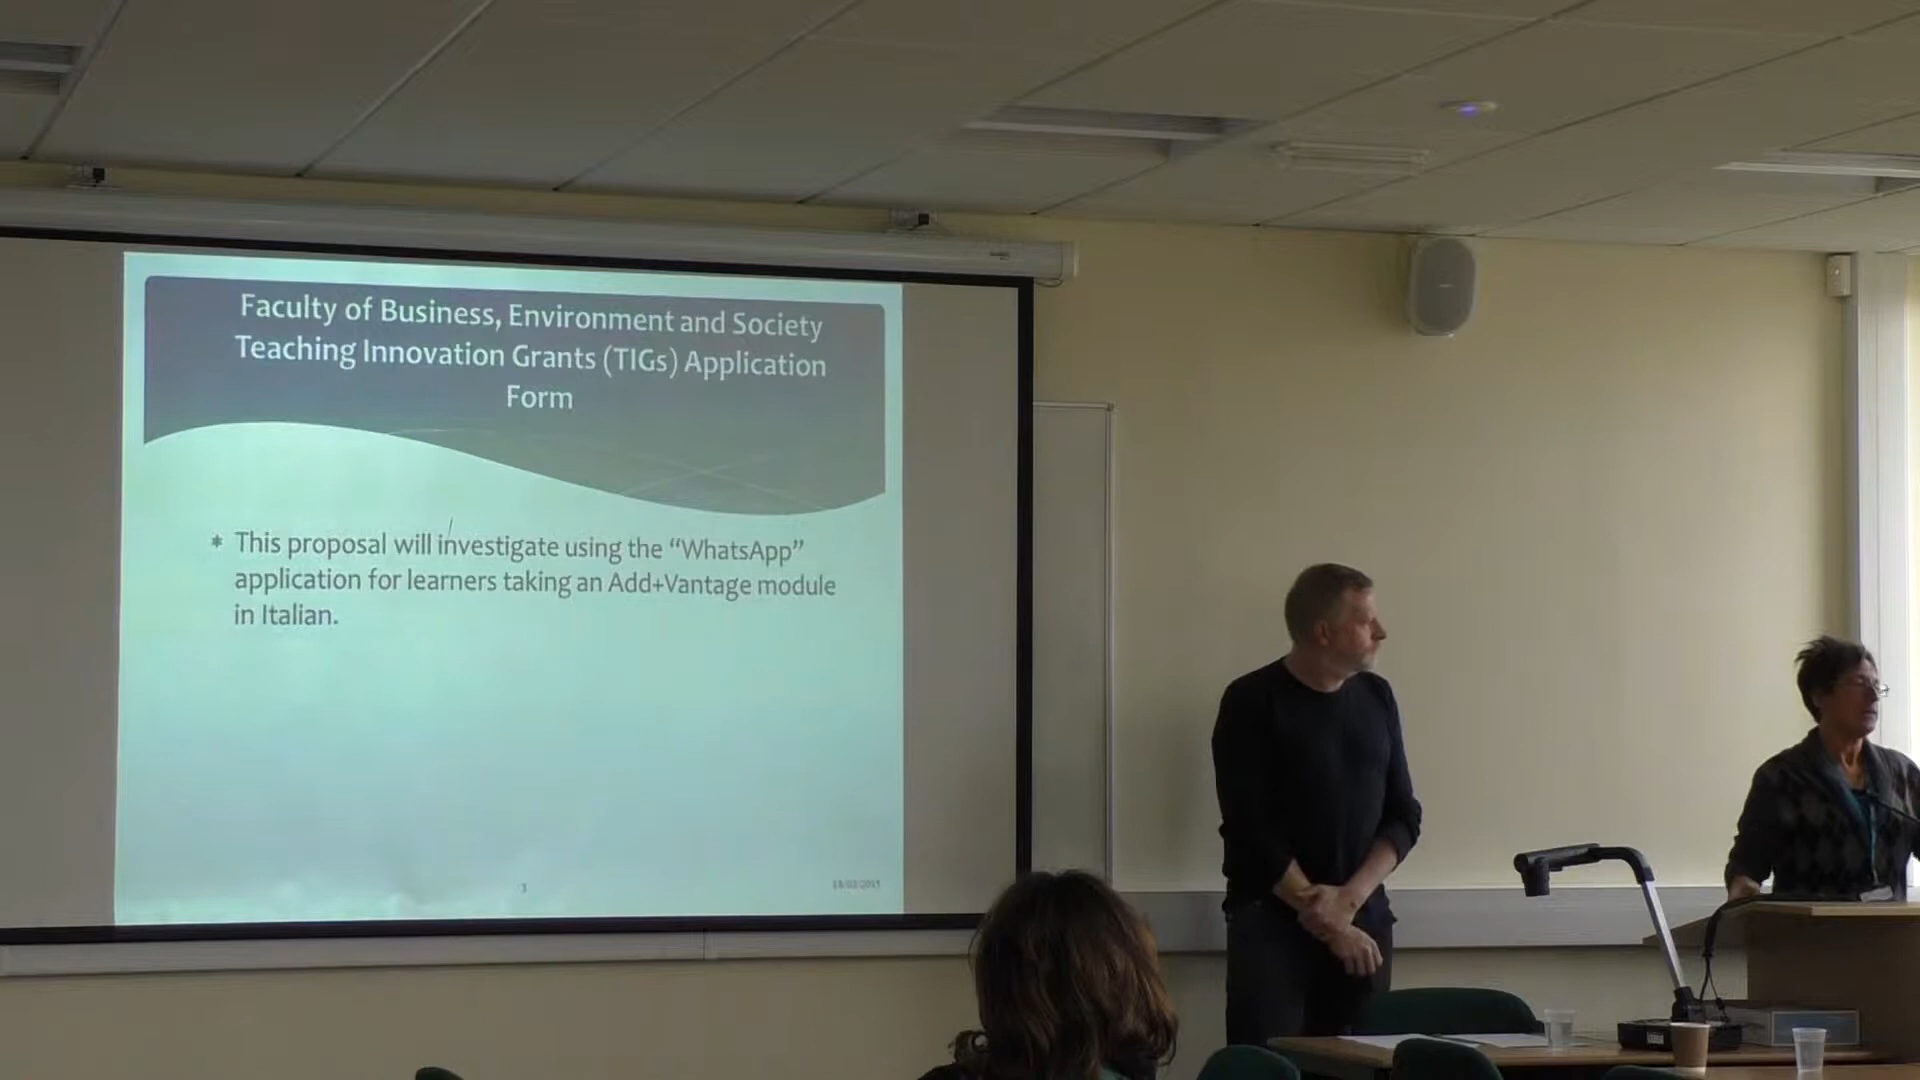 Faculty of Business, Environment and Society
Teaching Innovation Grants (TIGs) Application
Form
* This proposal will investigate using the “WhatsApp”
application for learners taking an Add+Vantage module
in Italian.
3